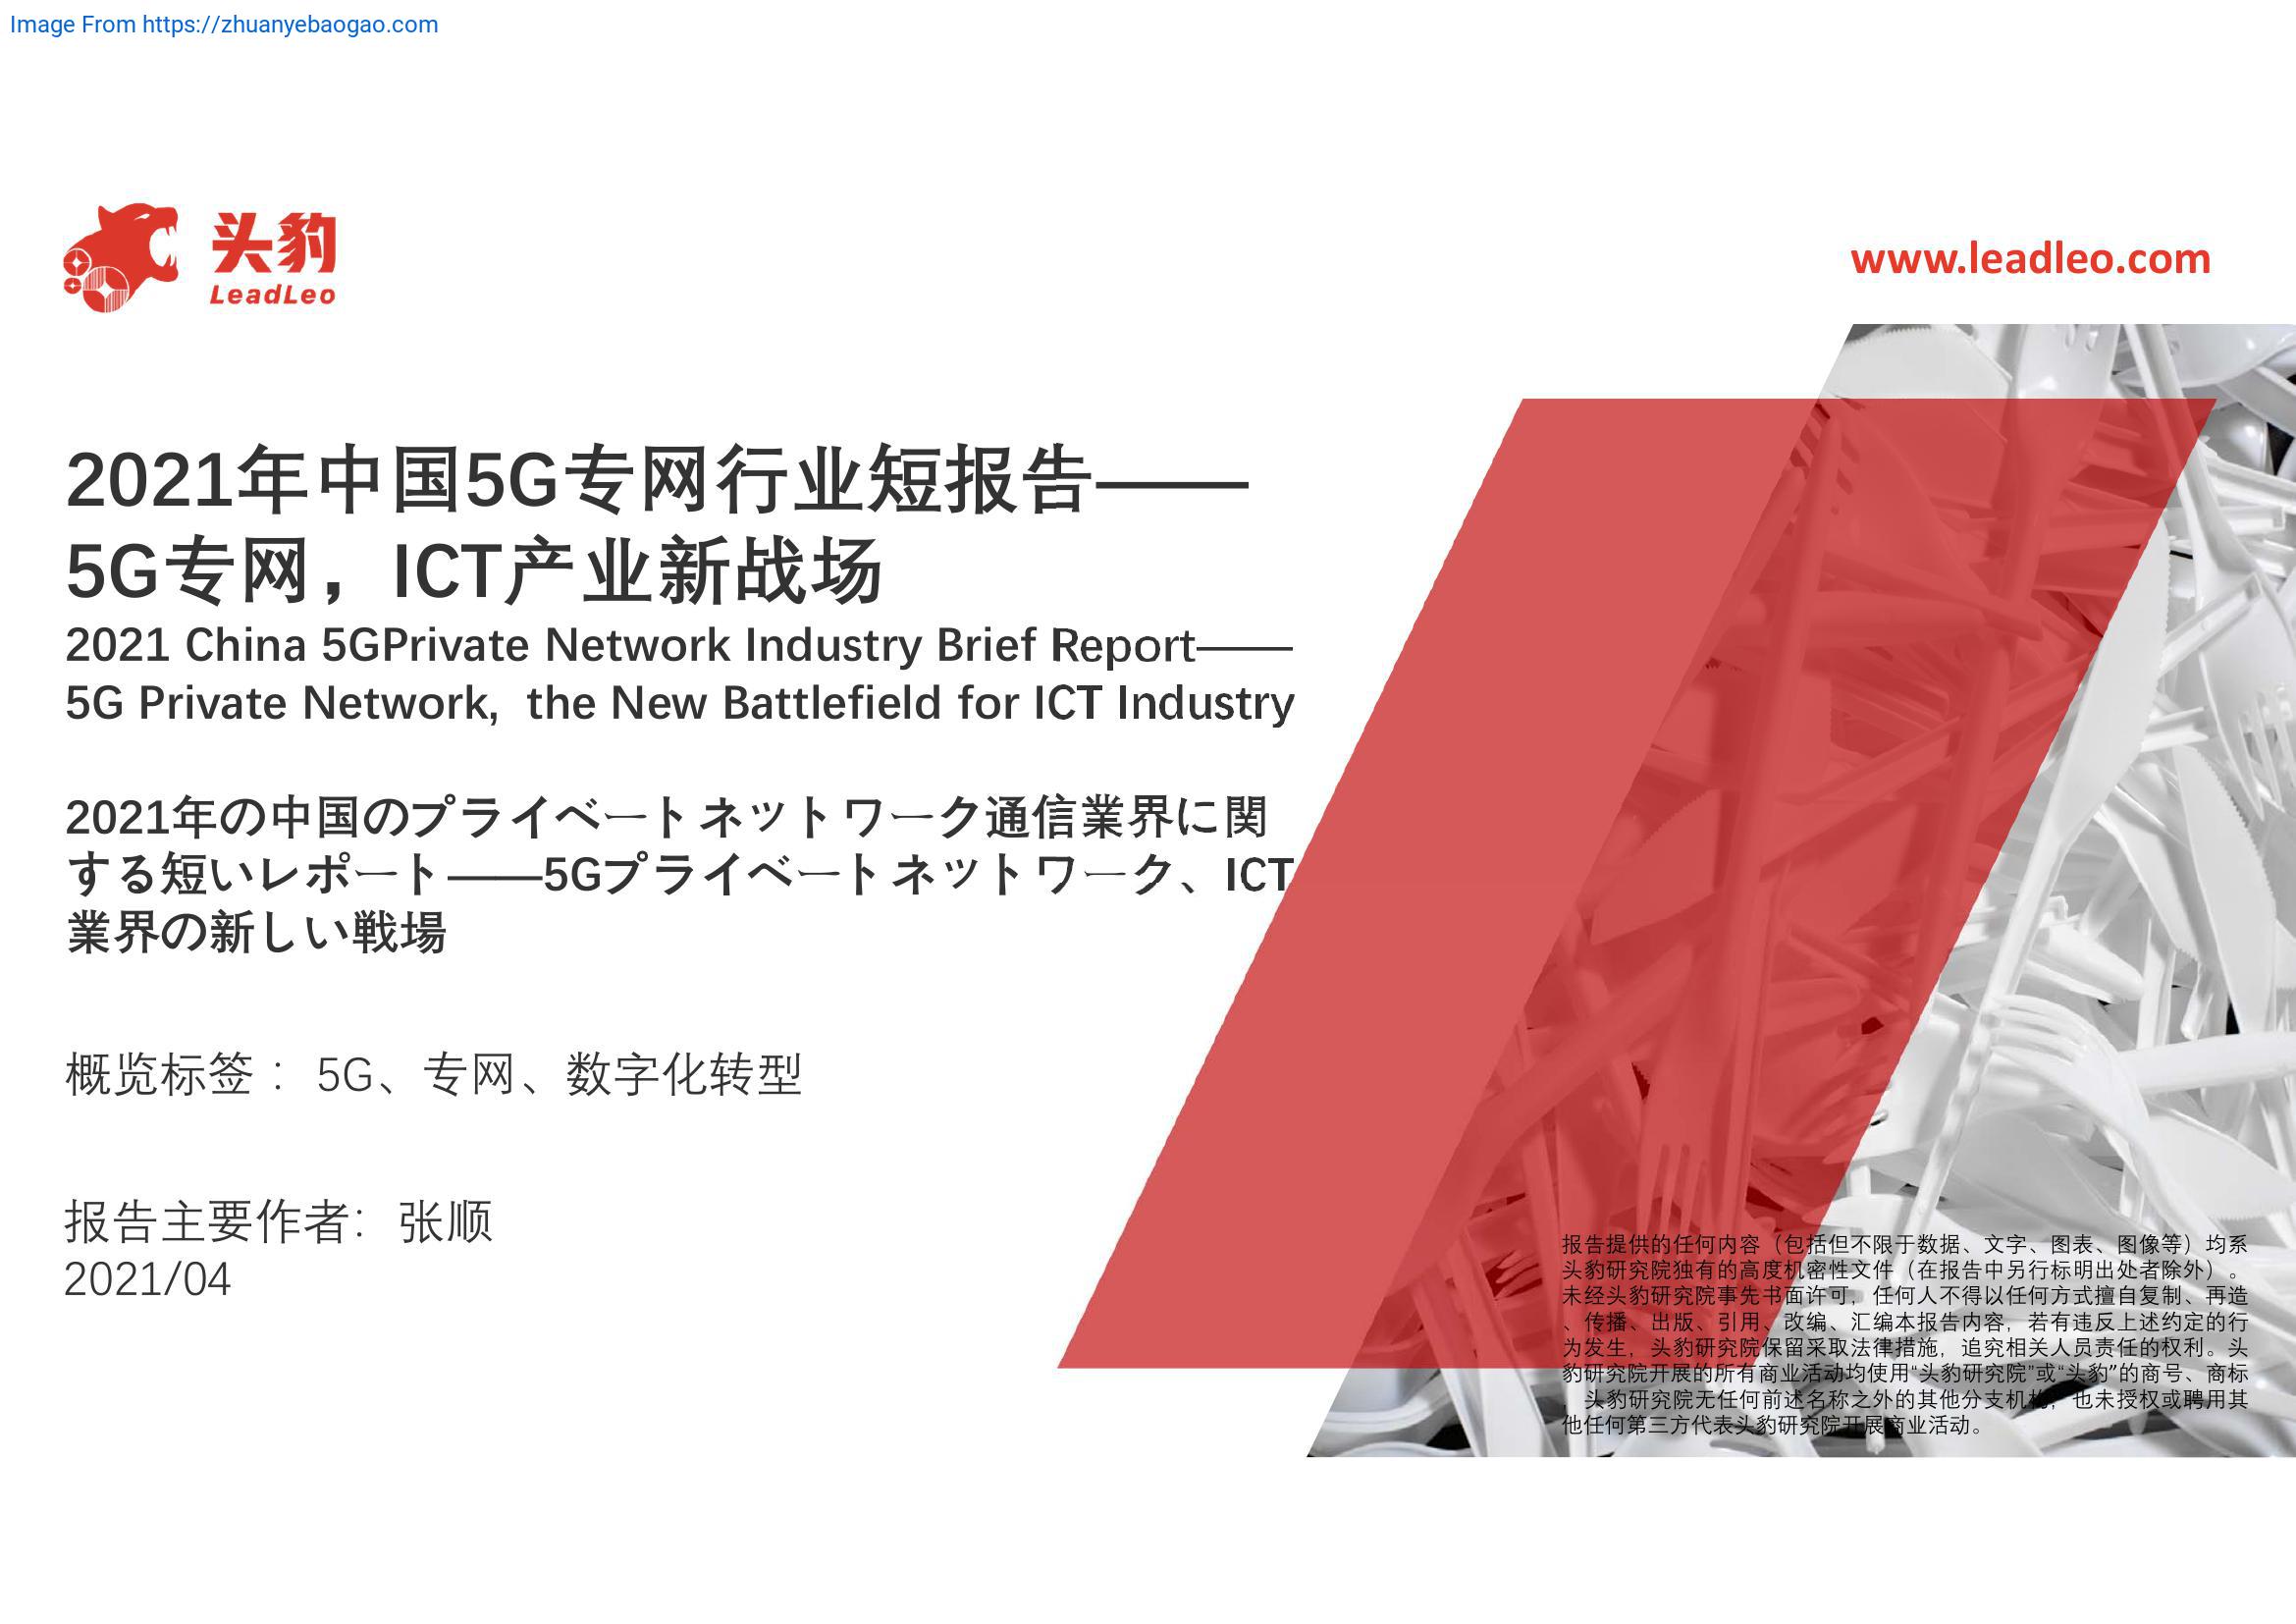 Image From https://zhuanyebaogao.com
头豹
LeadLeo
www.leadleo.com
2021年中国5G专网行业短报告——
5G专网，ICT产业新战场
2021 China 5GPrivate Network Industry Brief Report——
5G Private Network,  the New Battlefield for ICT Industry
2021年の中国のプライベートネットワーク通信業界に関
する短いレポート——5Gプライベートネットワーク、ICT
業界の新しい戦場
概览标签： 5G、专网、数字化转型
报告主要作者：张顺
2021/04
报告提供的任何内容（包括但不限于数据、文字、图表、图像等）均系
头豹研究院独有的高度机密性文件（在报告中另行标明出处者除外）。
未经头豹研究院事先书面许可，任何人不得以任何方式擅自复制、再造
、传播、出版、引用、改编、汇编本报告内容，若有违反上述约定的行
为发生，头豹研究院保留采取法律措施，追究相关人员责任的权利。头
豹研究院开展的所有商业活动均使用“头豹研究院”或“头豹”的商号、商标
，头豹研究院无任何前述名称之外的其他分支机构，也未授权或聘用其
他任何第三方代表头豹研究院开展商业活动。